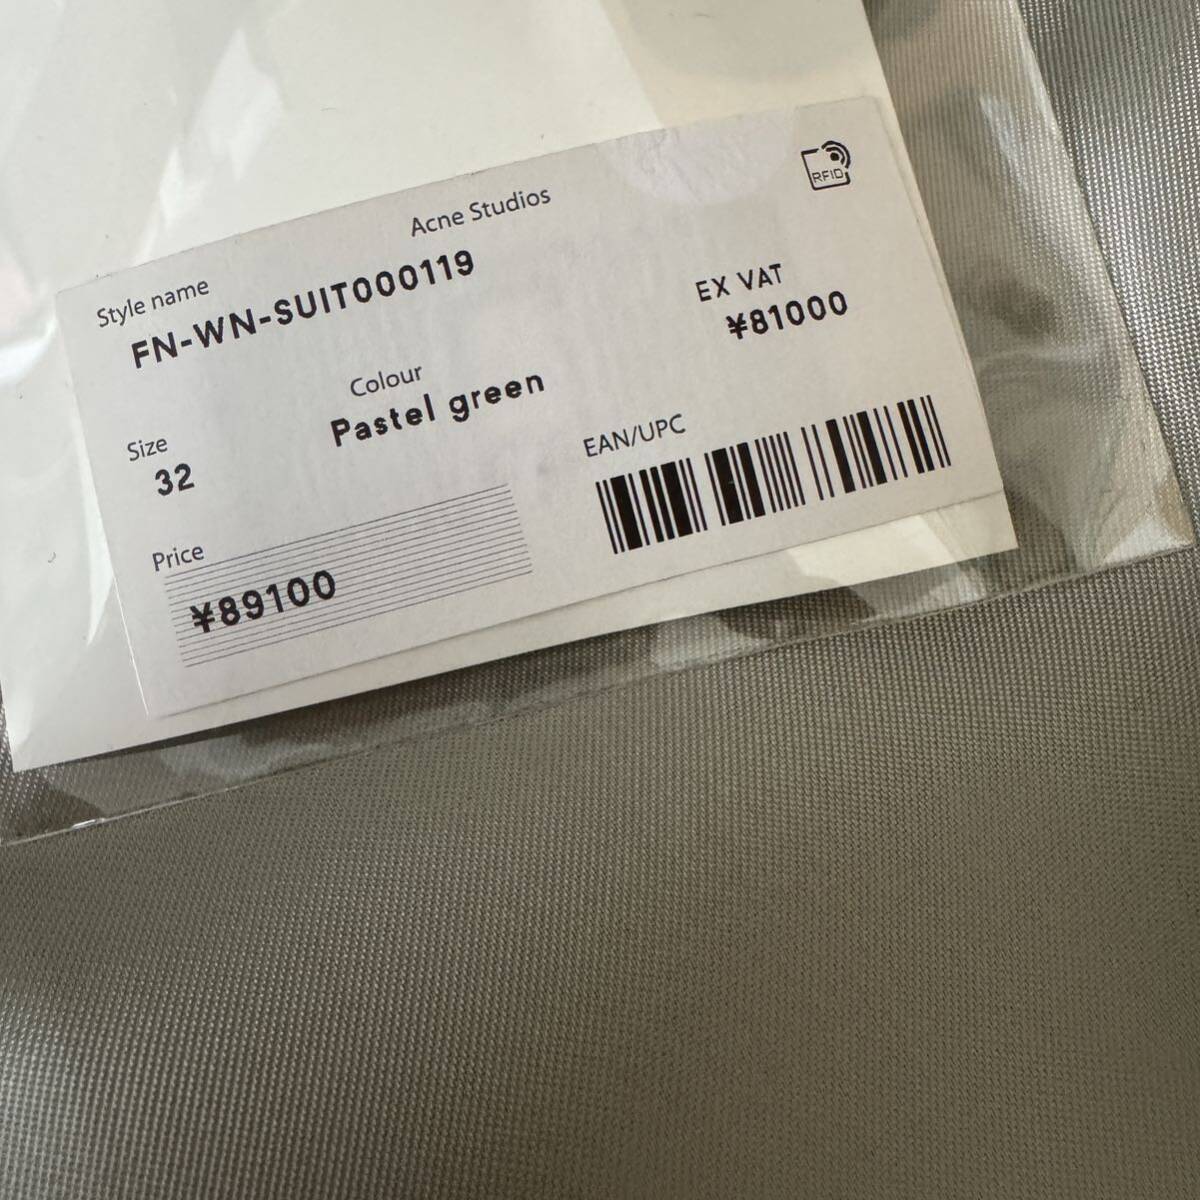 Acne Studios
RFID
Style name
FN-WN-SUIT000119
EX VAT
¥81000
Colour
Pastel green
Size
32
EAN/UPC
Price
¥89100